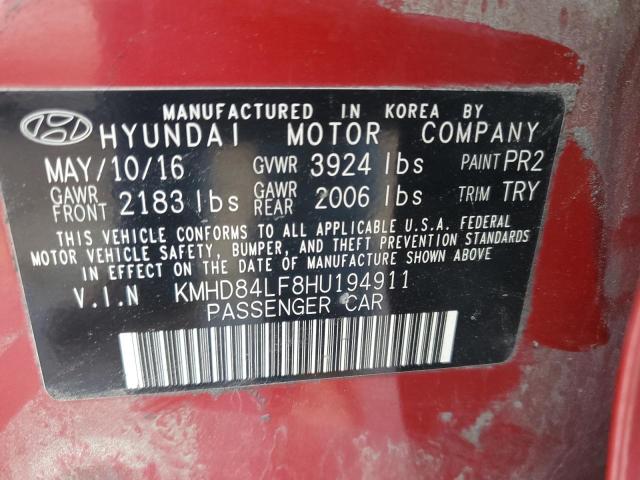 MANUFACTURED IN KOREA BY
HYUNDAI MOTOR COMPANY
MAY/10/16 GVWR 3924 lbs PAINT PR2
GAWR FRONT 2183 lbs GAWR REAR 2006 lbs TRIM TRY
THIS VEHICLE CONFORMS TO ALL APPLICABLE U.S.A. FEDERAL
MOTOR VEHICLE SAFETY, BUMPER, AND THEFT PREVENTION STANDARDS
IN EFFECT ON THE DATE OF MANUFACTURE SHOWN ABOVE.
V.I.N KMHD84LF8HU194911
PASSENGER CAR